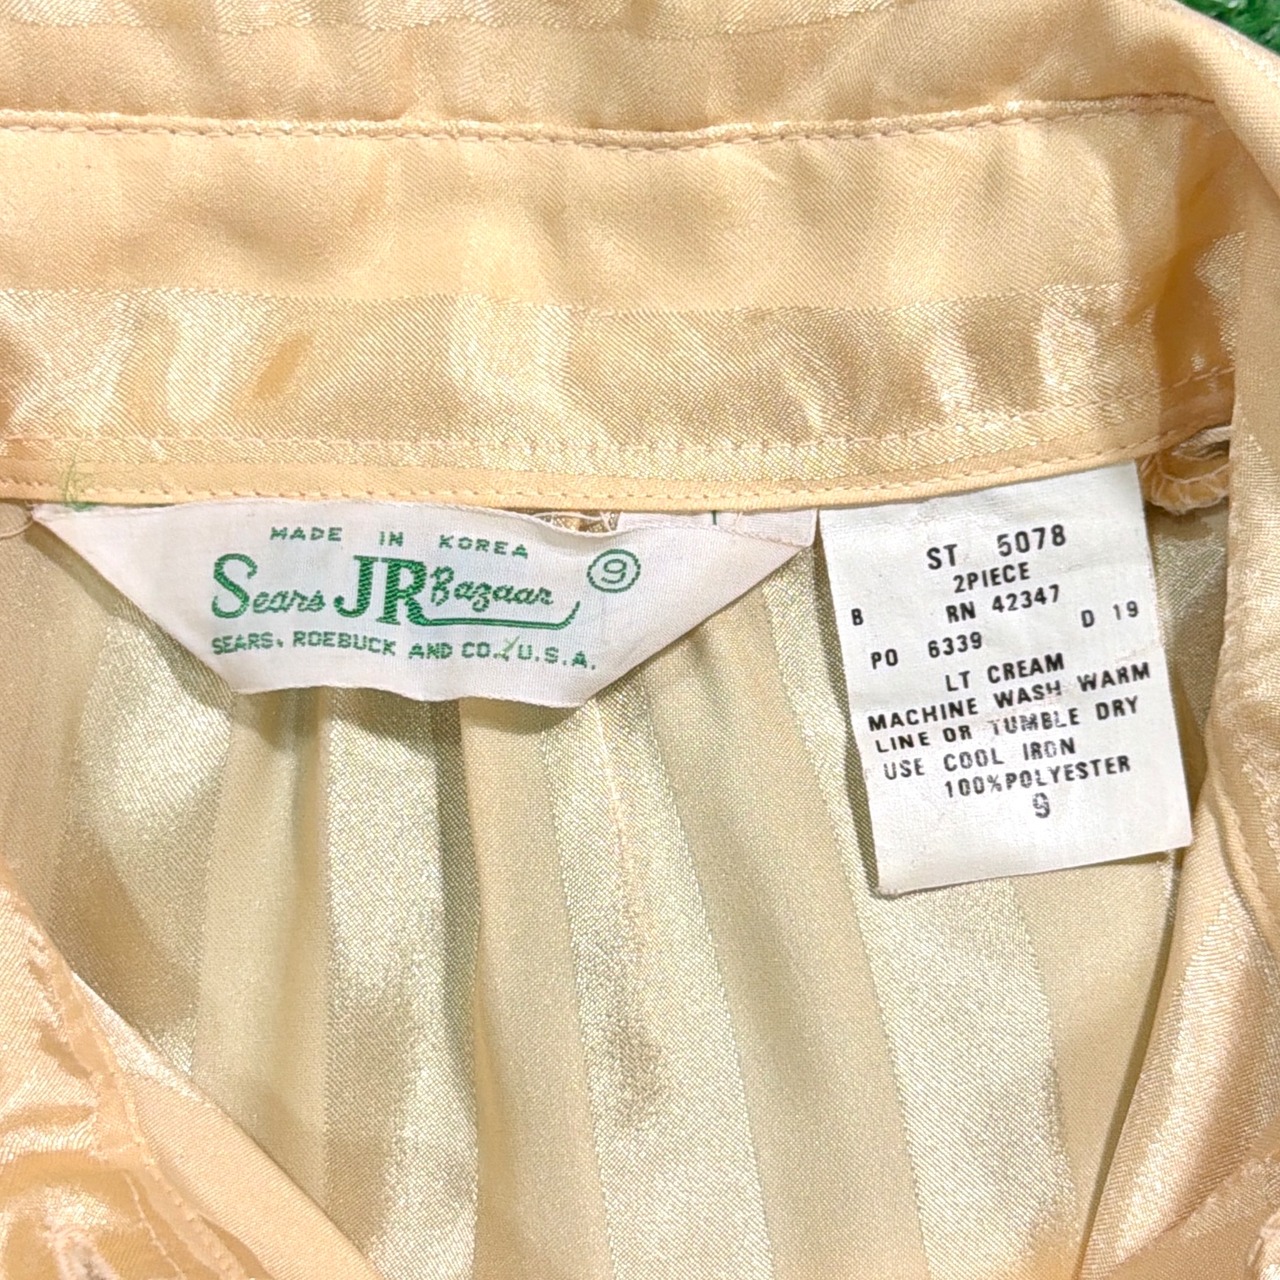 MADE IN KOREA
Sears JR Bazaar 9
SEARS, ROEBUCK AND CO., U.S.A.
ST 5078
2PIECE
B RN 42347 D 19
PO 6339
LT CREAM
MACHINE WASH WARM
LINE OR TUMBLE DRY
USE COOL IRON
100%POLYESTER
9